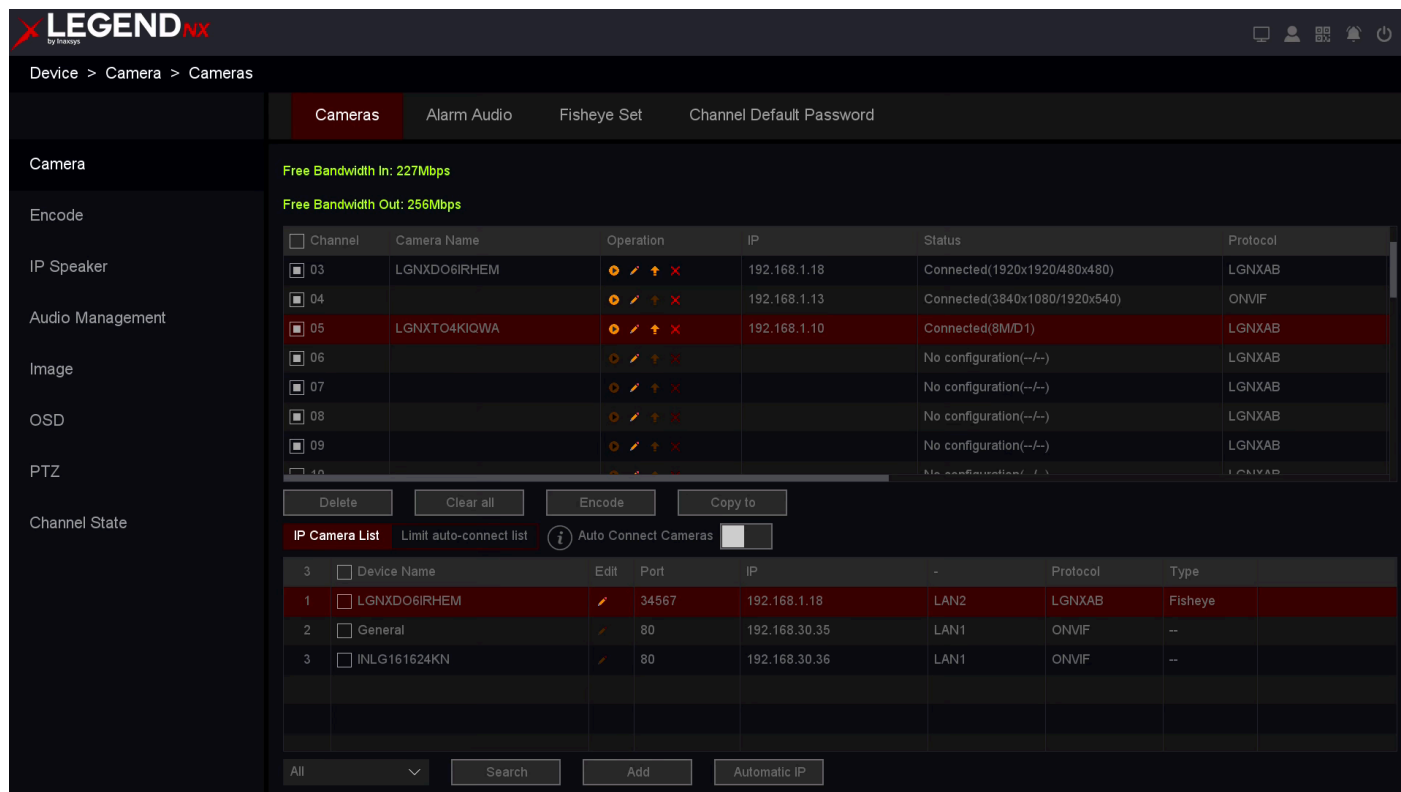 LEGEND NX
by Inaxsys
Device > Camera > Cameras
Cameras Alarm Audio Fisheye Set Channel Default Password
Camera
Encode
IP Speaker
Audio Management
Image
OSD
PTZ
Channel State
Free Bandwidth In: 227Mbps
Free Bandwidth Out: 256Mbps
Channel Camera Name Operation IP Status Protocol
03 LGNXDO6IRHEM 192.168.1.18 Connected(1920x1920/480x480) LGNXAB
04 192.168.1.13 Connected(3840x1080/1920x540) ONVIF
05 LGNXTO4KIQWA 192.168.1.10 Connected(8M/D1) LGNXAB
06 No configuration(--/--) LGNXAB
07 No configuration(--/--) LGNXAB
08 No configuration(--/--) LGNXAB
09 No configuration(--/--) LGNXAB
10 No configuration(--/--) LGNXAB
Delete Clear all Encode Copy to
IP Camera List Limit auto-connect list i Auto Connect Cameras
3 Device Name Edit Port IP - Protocol Type
1 LGNXDO6IRHEM 34567 192.168.1.18 LAN2 LGNXAB Fisheye
2 General 80 192.168.30.35 LAN1 ONVIF --
3 INLG161624KN 80 192.168.30.36 LAN1 ONVIF --
All Search Add Automatic IP